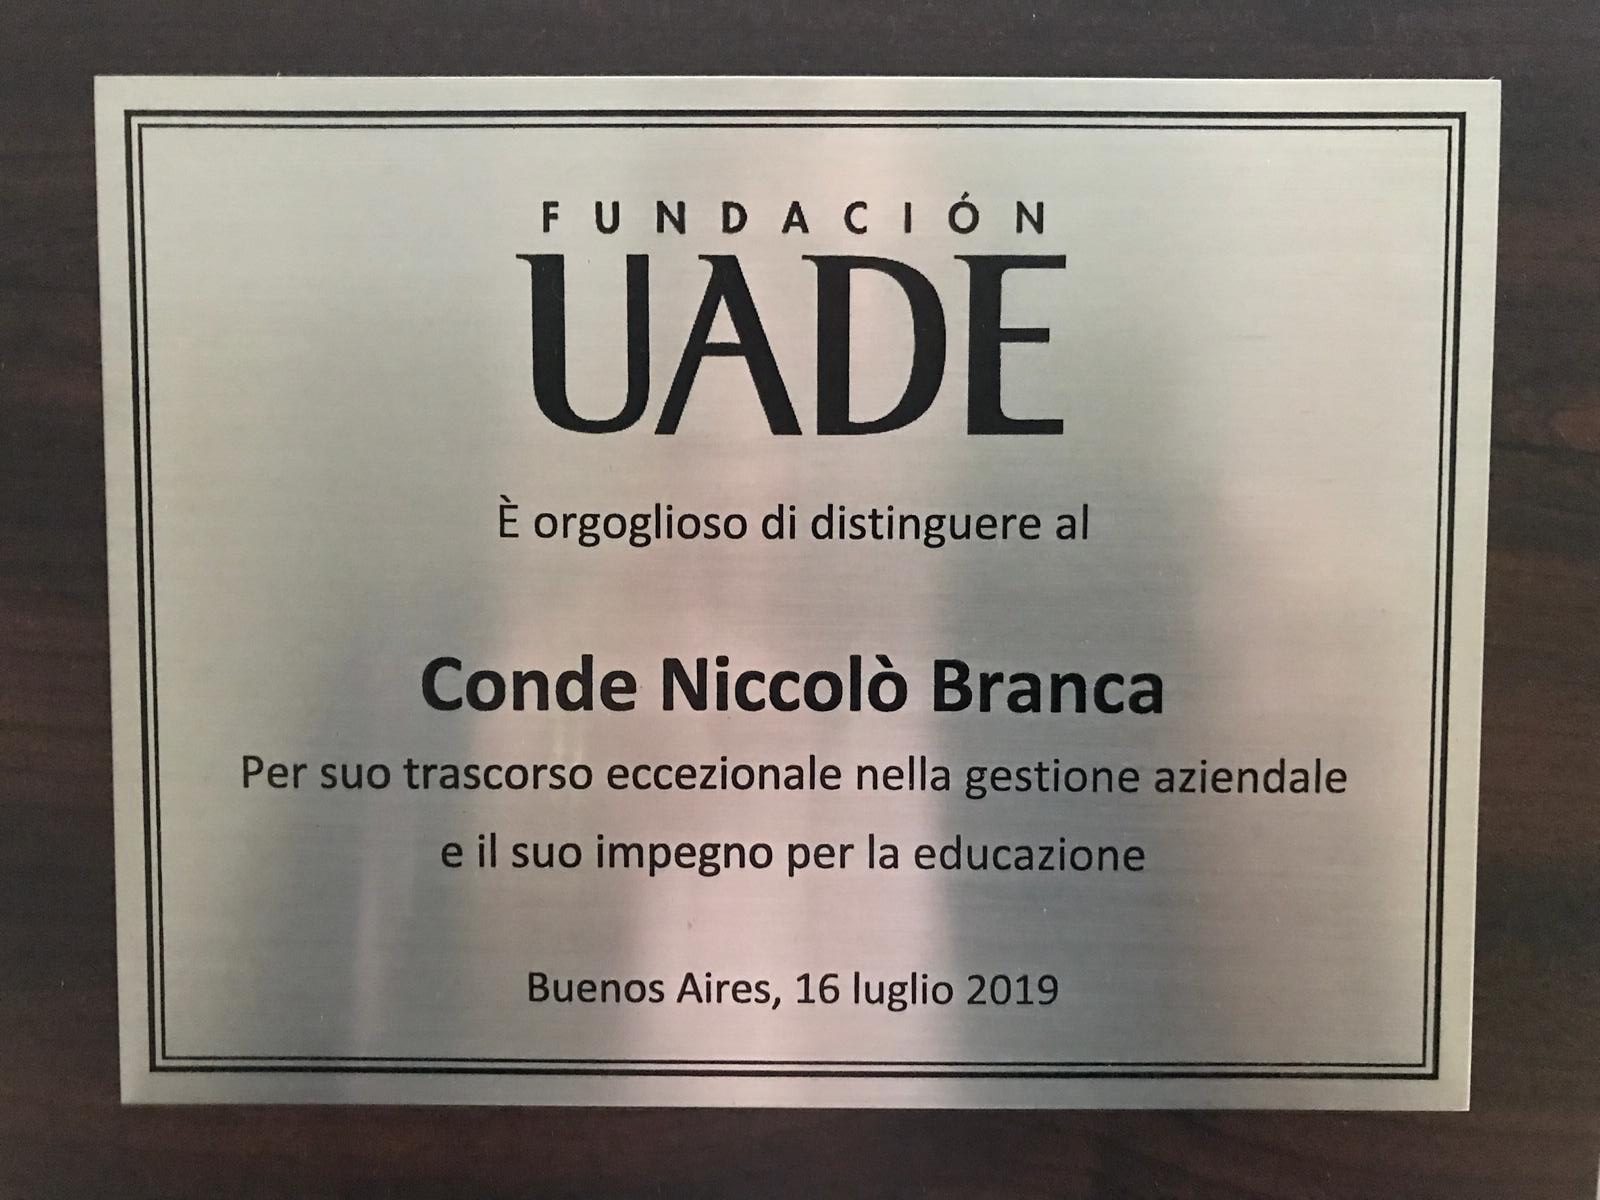 FUNDACIÓN
UADE
È orgoglioso di distinguere al
Conde Niccolò Branca
Per suo trascorso eccezionale nella gestione aziendale
e il suo impegno per la educazione
Buenos Aires, 16 luglio 2019